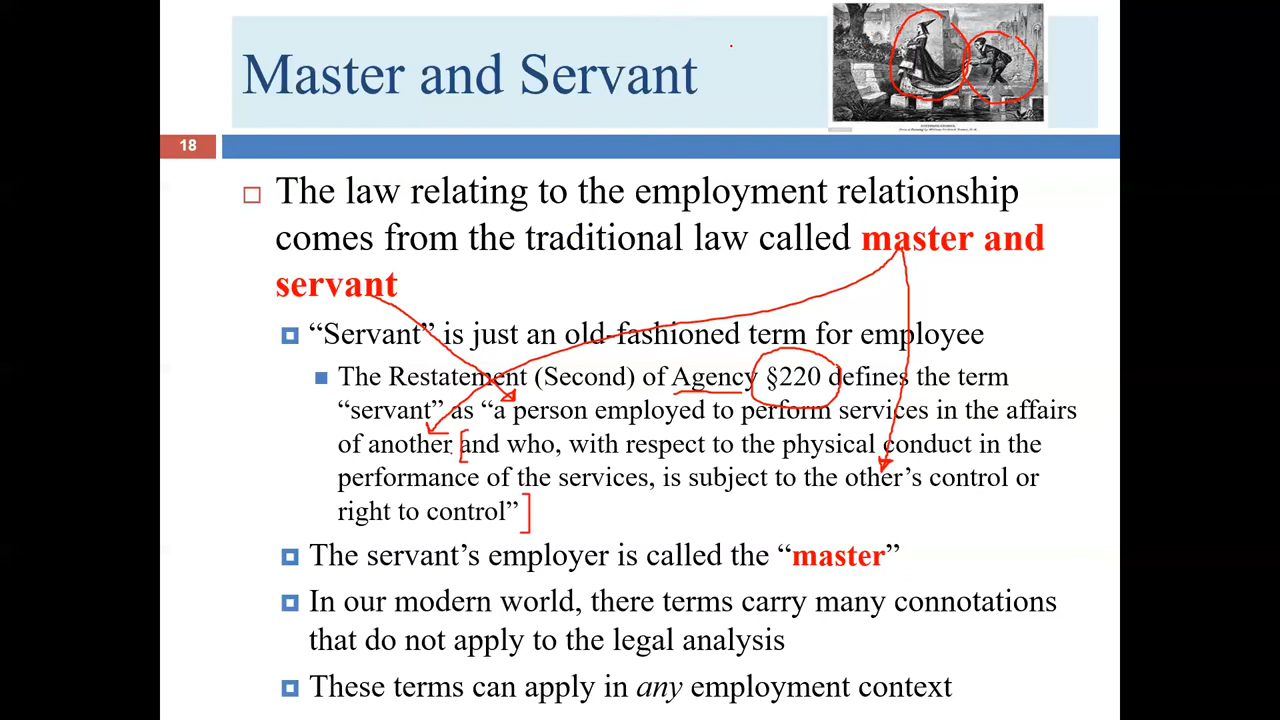 Master and Servant
18
The law relating to the employment relationship
comes from the traditional law called master and
servant
“Servant” is just an old-fashioned term for employee
The Restatement (Second) of Agency §220 defines the term
“servant” as “a person employed to perform services in the affairs
of another and who, with respect to the physical conduct in the
performance of the services, is subject to the other’s control or
right to control”
The servant’s employer is called the “master”
In our modern world, there terms carry many connotations
that do not apply to the legal analysis
These terms can apply in any employment context